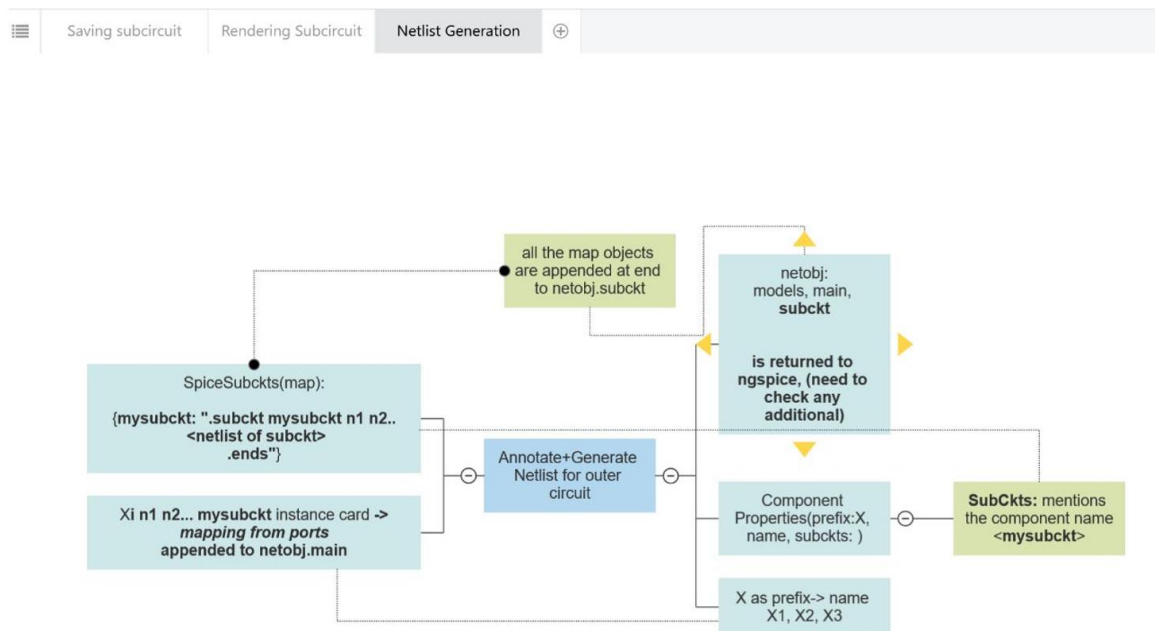 Saving subcircuit
Rendering Subcircuit
Netlist Generation
all the map objects
are appended at end
to netobj.subckt
netobj:
models, main,
subckt
is returned to
ngspice, (need to
check any
additional)
SpiceSubckts(map):
{mysubckt: ".subckt mysubckt n1 n2..
<netlist of subckt>
.ends"}
Annotate+Generate
Netlist for outer
circuit
Xi n1 n2... mysubckt instance card ->
mapping from ports
appended to netobj.main
Component
Properties(prefix:X,
name, subckts: )
SubCkts: mentions
the component name
<mysubckt>
X as prefix-> name
X1, X2, X3